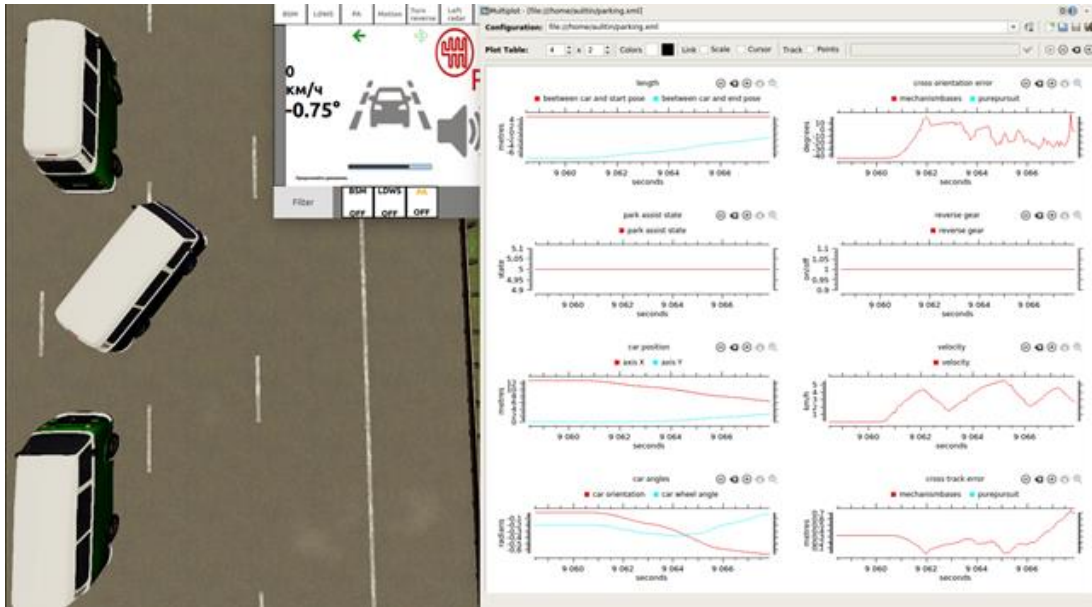 BSM LDWS PA Motion Turn reverse Left radar
0
км/ч
-0.75°
Filter
BSM OFF
LDWS OFF
PA OFF
Multiplot - [file:///home/aulitin/parking.xml]
Configuration: file:///home/aulitin/parking.xml
Plot Table: 4 x 2 Colors Link Scale Cursor Track Points
length
beetween car and start pose beetween car and end pose
metres
9 060 9 062 9 064 9 066
seconds
cross orientation error
mechanismbases purepursuit
degrees
9 060 9 062 9 064 9 066
seconds
park assist state
park assist state
state
5.1
5.05
5
4.95
4.9
9 060 9 062 9 064 9 066
seconds
reverse gear
reverse gear
on/off
1.1
1.05
1
0.95
0.9
9 060 9 062 9 064 9 066
seconds
car position
axis X axis Y
metres
9 060 9 062 9 064 9 066
seconds
velocity
velocity
km/h
9 060 9 062 9 064 9 066
seconds
car angles
car orientation car wheel angle
radians
9 060 9 062 9 064 9 066
seconds
cross track error
mechanismbases purepursuit
metres
9 060 9 062 9 064 9 066
seconds